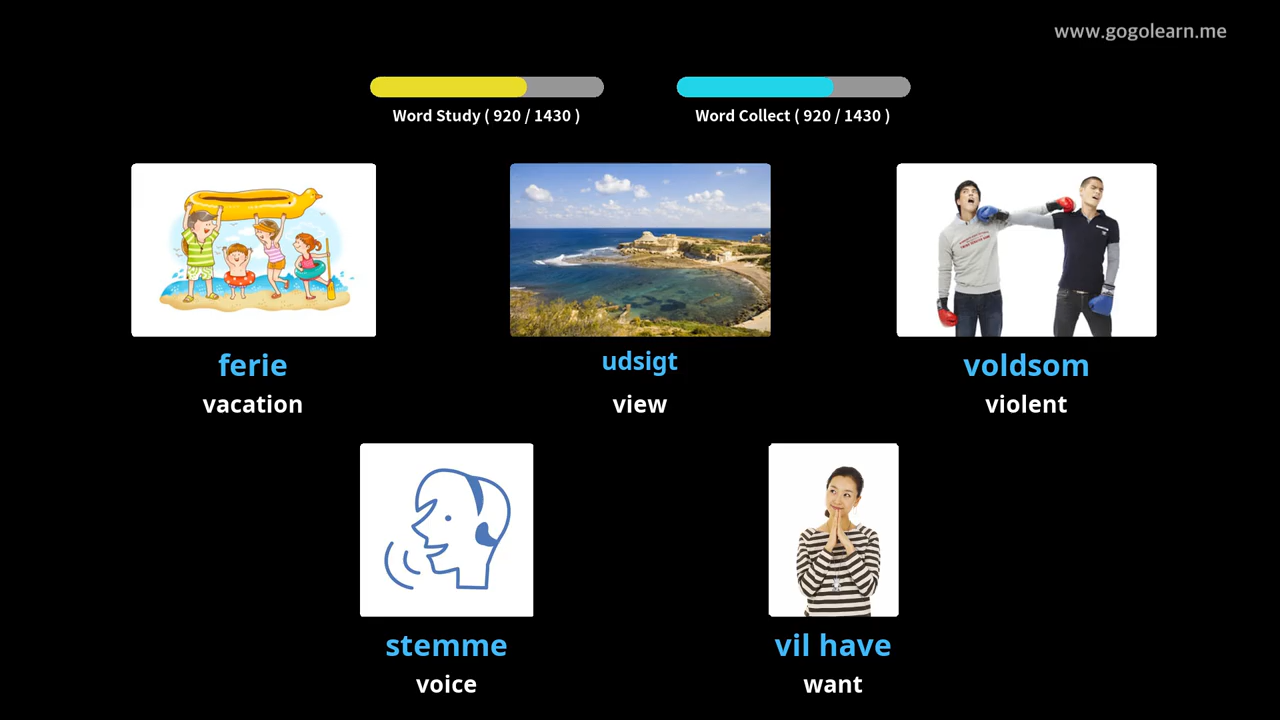 www.gogolearn.me
Word Study ( 920 / 1430 )
Word Collect ( 920 / 1430 )
ferie
vacation
udsigt
view
voldsom
violent
stemme
voice
vil have
want